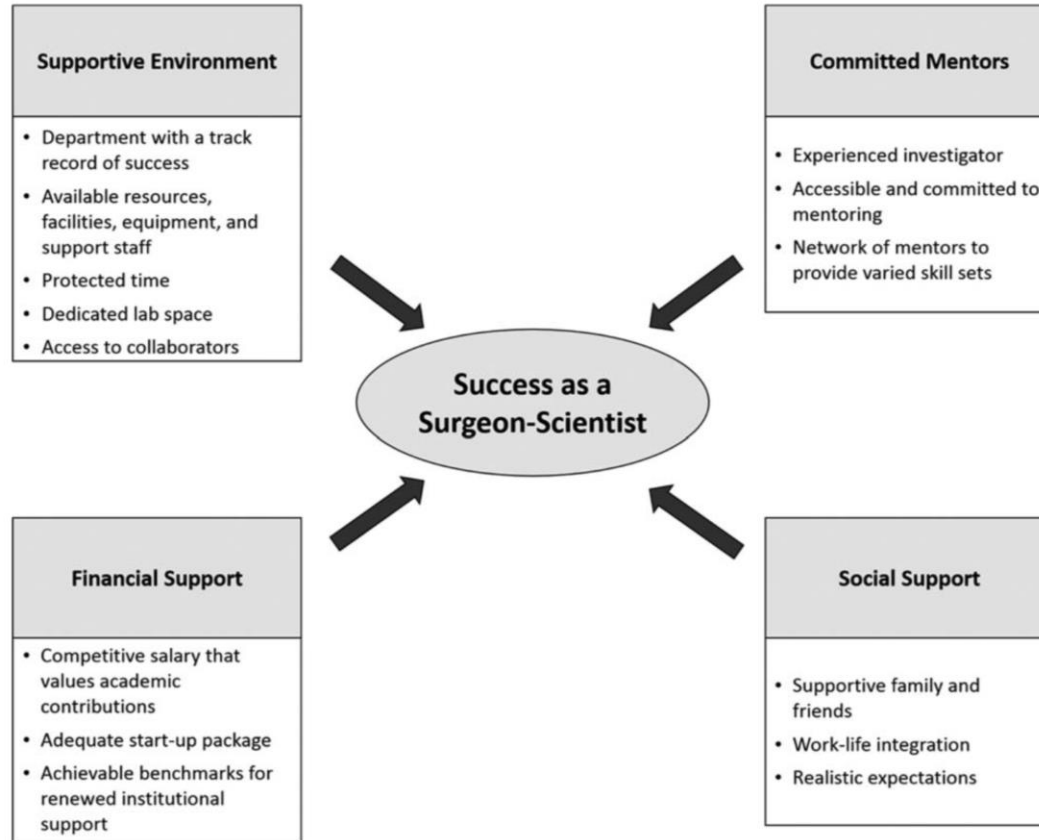 Supportive Environment
• Department with a track
record of success
• Available resources,
facilities, equipment, and
support staff
• Protected time
• Dedicated lab space
• Access to collaborators
Committed Mentors
• Experienced investigator
• Accessible and committed to
mentoring
• Network of mentors to
provide varied skill sets
Success as a
Surgeon-Scientist
Financial Support
• Competitive salary that
values academic
contributions
• Adequate start-up package
• Achievable benchmarks for
renewed institutional
support
Social Support
• Supportive family and
friends
• Work-life integration
• Realistic expectations